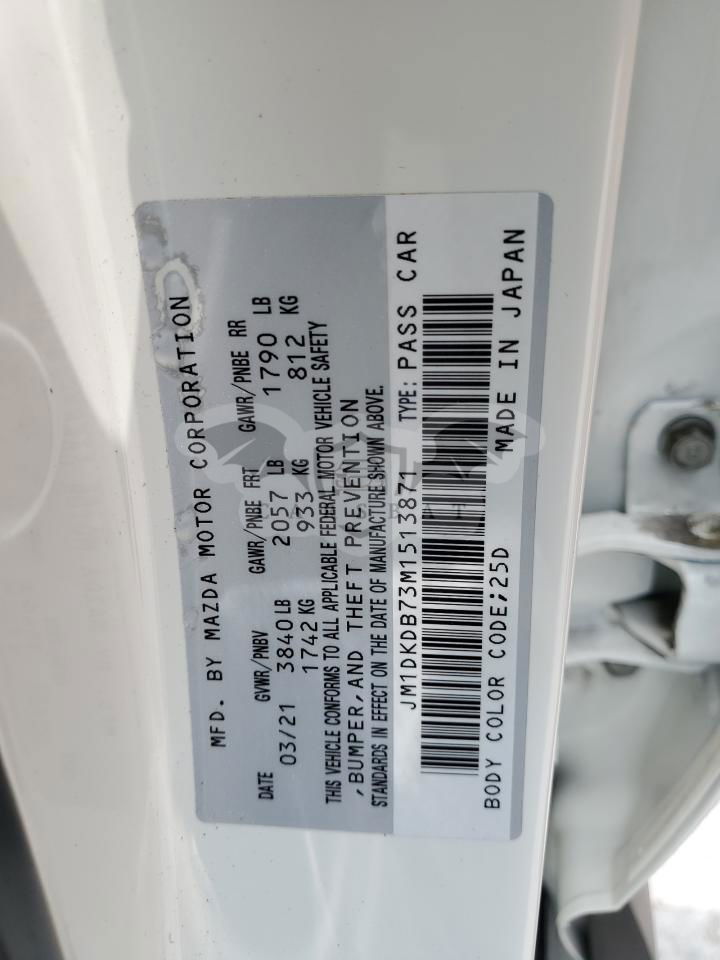 MFD. BY MAZDA MOTOR CORPORATION
DATE GVWR/PNBV GAWR/PNBE FRT GAWR/PNBE RR
03/21 3840 LB 2057 LB 1790 LB
1742 KG 933 KG 812 KG
THIS VEHICLE CONFORMS TO ALL APPLICABLE FEDERAL MOTOR VEHICLE SAFETY
,BUMPER,AND THEFT PREVENTION
STANDARDS IN EFFECT ON THE DATE OF MANUFACTURE SHOWN ABOVE.
JM1DKDB73M1513871 TYPE: PASS CAR
BODY COLOR CODE;25D MADE IN JAPAN